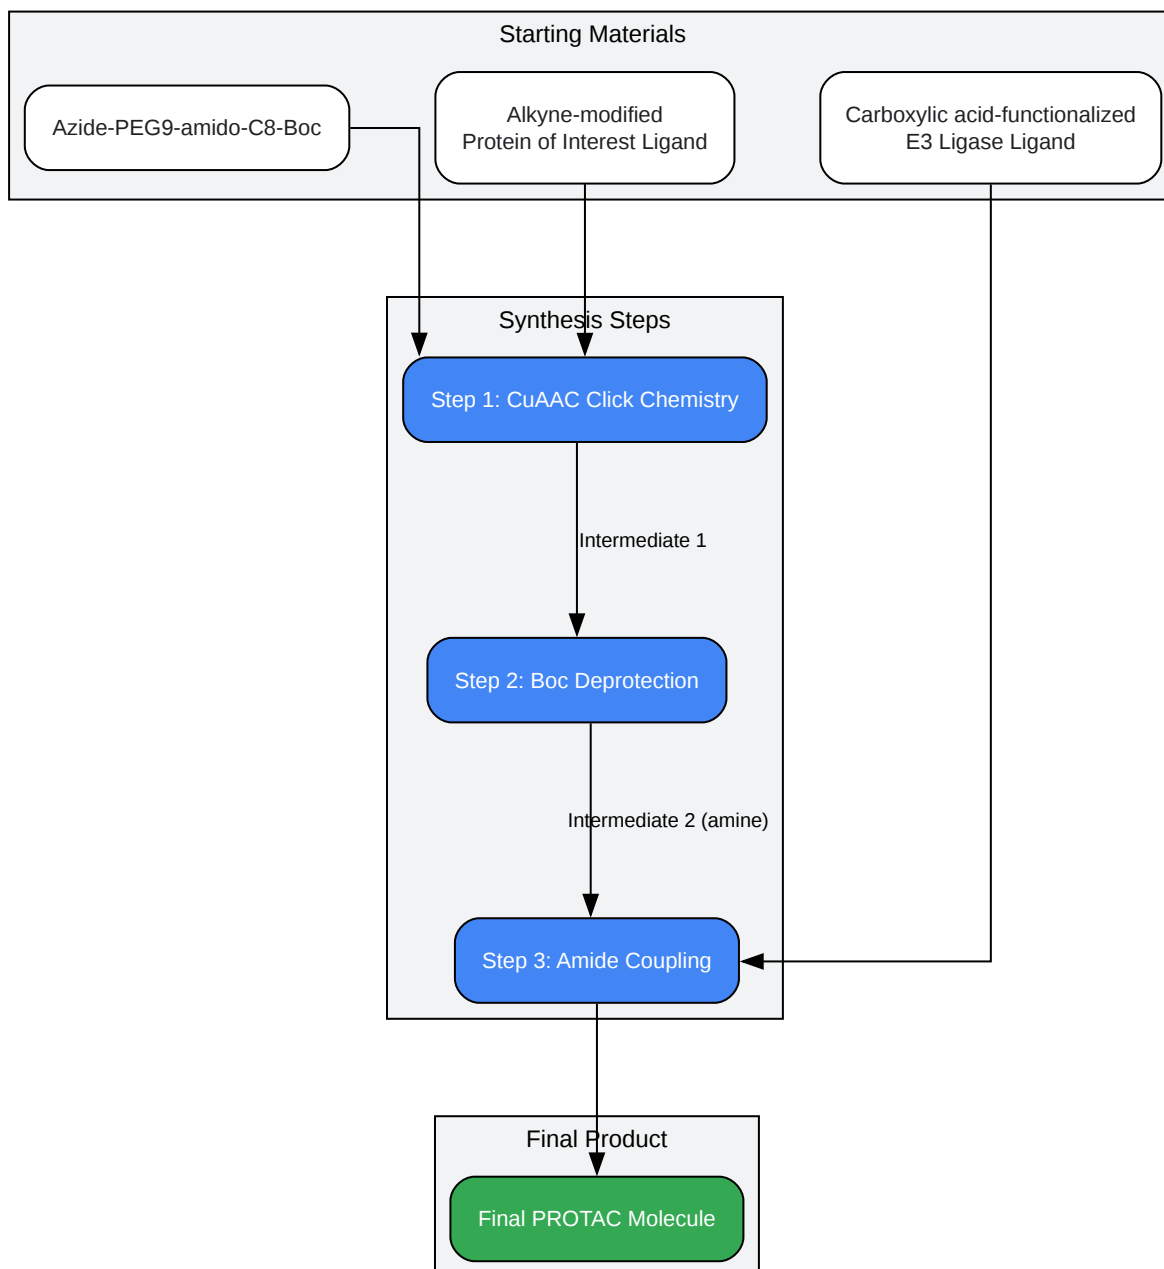 Starting Materials
Azide-PEG9-amido-C8-Boc
Alkyne-modified
Protein of Interest Ligand
Carboxylic acid-functionalized
E3 Ligase Ligand
Synthesis Steps
Step 1: CuAAC Click Chemistry
Intermediate 1
Step 2: Boc Deprotection
Intermediate 2 (amine)
Step 3: Amide Coupling
Final Product
Final PROTAC Molecule